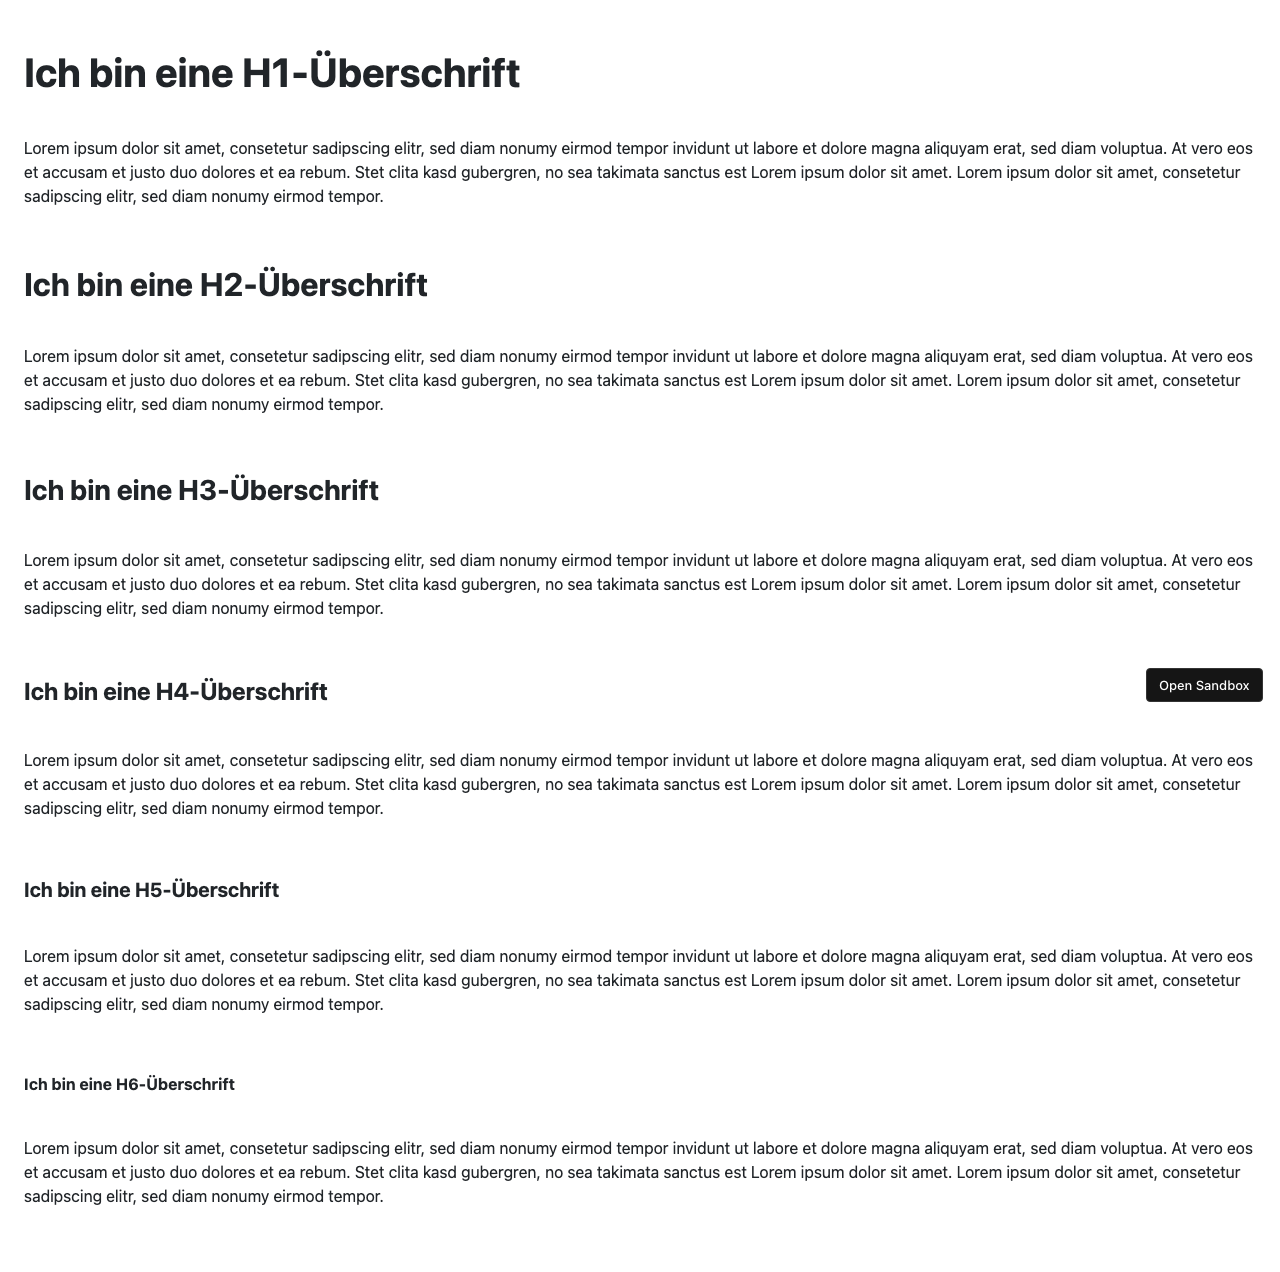 Ich bin eine H1-Überschrift
Lorem ipsum dolor sit amet, consetetur sadipscing elitr, sed diam nonumy eirmod tempor invidunt ut labore et dolore magna aliquyam erat, sed diam voluptua. At vero eos
et accusam et justo duo dolores et ea rebum. Stet clita kasd gubergren, no sea takimata sanctus est Lorem ipsum dolor sit amet. Lorem ipsum dolor sit amet, consetetur
sadipscing elitr, sed diam nonumy eirmod tempor.
Ich bin eine H2-Überschrift
Lorem ipsum dolor sit amet, consetetur sadipscing elitr, sed diam nonumy eirmod tempor invidunt ut labore et dolore magna aliquyam erat, sed diam voluptua. At vero eos
et accusam et justo duo dolores et ea rebum. Stet clita kasd gubergren, no sea takimata sanctus est Lorem ipsum dolor sit amet. Lorem ipsum dolor sit amet, consetetur
sadipscing elitr, sed diam nonumy eirmod tempor.
Ich bin eine H3-Überschrift
Lorem ipsum dolor sit amet, consetetur sadipscing elitr, sed diam nonumy eirmod tempor invidunt ut labore et dolore magna aliquyam erat, sed diam voluptua. At vero eos
et accusam et justo duo dolores et ea rebum. Stet clita kasd gubergren, no sea takimata sanctus est Lorem ipsum dolor sit amet. Lorem ipsum dolor sit amet, consetetur
sadipscing elitr, sed diam nonumy eirmod tempor.
Ich bin eine H4-Überschrift
Open Sandbox
Lorem ipsum dolor sit amet, consetetur sadipscing elitr, sed diam nonumy eirmod tempor invidunt ut labore et dolore magna aliquyam erat, sed diam voluptua. At vero eos
et accusam et justo duo dolores et ea rebum. Stet clita kasd gubergren, no sea takimata sanctus est Lorem ipsum dolor sit amet. Lorem ipsum dolor sit amet, consetetur
sadipscing elitr, sed diam nonumy eirmod tempor.
Ich bin eine H5-Überschrift
Lorem ipsum dolor sit amet, consetetur sadipscing elitr, sed diam nonumy eirmod tempor invidunt ut labore et dolore magna aliquyam erat, sed diam voluptua. At vero eos
et accusam et justo duo dolores et ea rebum. Stet clita kasd gubergren, no sea takimata sanctus est Lorem ipsum dolor sit amet. Lorem ipsum dolor sit amet, consetetur
sadipscing elitr, sed diam nonumy eirmod tempor.
Ich bin eine H6-Überschrift
Lorem ipsum dolor sit amet, consetetur sadipscing elitr, sed diam nonumy eirmod tempor invidunt ut labore et dolore magna aliquyam erat, sed diam voluptua. At vero eos
et accusam et justo duo dolores et ea rebum. Stet clita kasd gubergren, no sea takimata sanctus est Lorem ipsum dolor sit amet. Lorem ipsum dolor sit amet, consetetur
sadipscing elitr, sed diam nonumy eirmod tempor.